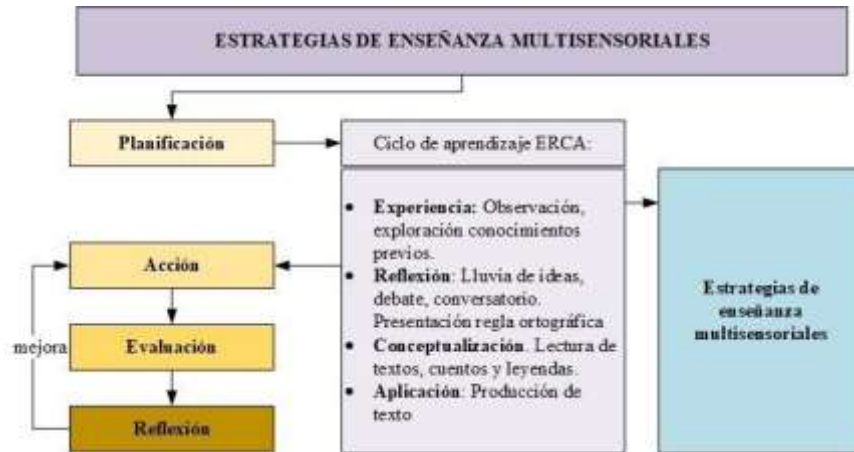 ESTRATEGIAS DE ENSEÑANZA MULTISENSORIALES
Planificación
Ciclo de aprendizaje ERCA:
• Experiencia: Observación,
exploración conocimientos
previos.
• Reflexión: Lluvia de ideas,
debate, conversatorio.
Presentación regla ortográfica
• Conceptualización. Lectura de
textos, cuentos y leyendas.
• Aplicación: Producción de
texto
Acción
mejora
Evaluación
Reflexión
Estrategias de
enseñanza
multisensoriales